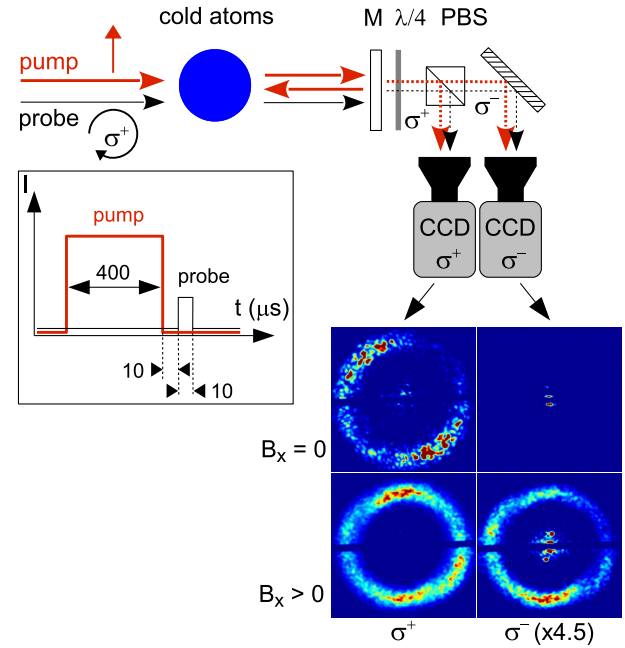 cold atoms
M λ/4 PBS
pump
probe
σ⁺
σ⁺
σ⁻
I
pump
400
probe
t (μs)
10
10
CCD
σ⁺
CCD
σ⁻
Bₓ = 0
Bₓ > 0
σ⁺
σ⁻ (x4.5)